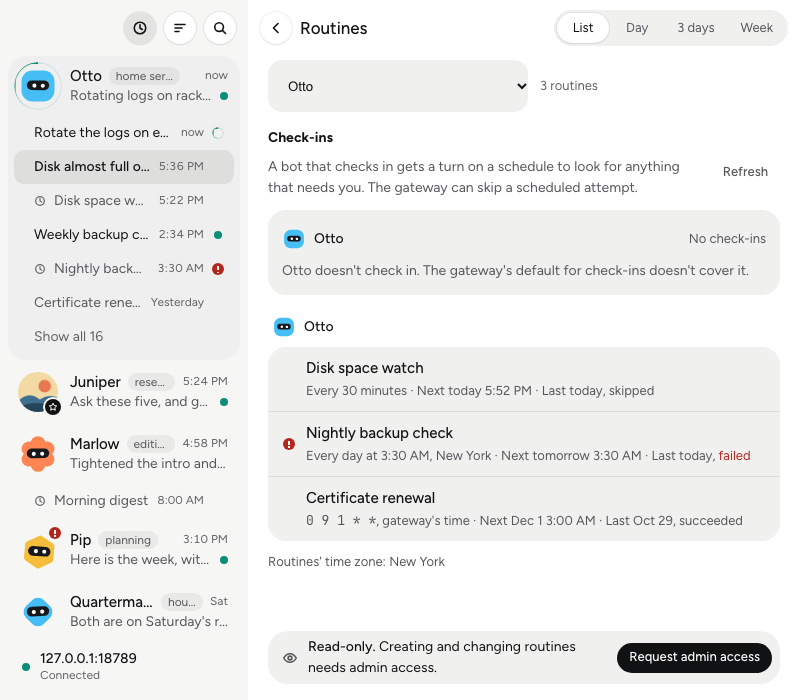 Otto home ser... now
Rotating logs on rack...
Rotate the logs on e... now
Disk almost full o... 5:36 PM
Disk space w... 5:22 PM
Weekly backup c... 2:34 PM
Nightly back... 3:30 AM
Certificate rene... Yesterday
Show all 16
Juniper rese... 5:24 PM
Ask these five, and g...
Marlow editi... 4:58 PM
Tightened the intro and...
Morning digest 8:00 AM
Pip planning 3:10 PM
Here is the week, wit...
Quarterma... hou... Sat
Both are on Saturday's r...
127.0.0.1:18789
Connected
Routines
List Day 3 days Week
Otto 3 routines
Check-ins
A bot that checks in gets a turn on a schedule to look for anything
that needs you. The gateway can skip a scheduled attempt.
Refresh
Otto No check-ins
Otto doesn't check in. The gateway's default for check-ins doesn't cover it.
Otto
Disk space watch
Every 30 minutes · Next today 5:52 PM · Last today, skipped
Nightly backup check
Every day at 3:30 AM, New York · Next tomorrow 3:30 AM · Last today, failed
Certificate renewal
0 9 1 * *, gateway's time · Next Dec 1 3:00 AM · Last Oct 29, succeeded
Routines' time zone: New York
Read-only. Creating and changing routines
needs admin access.
Request admin access